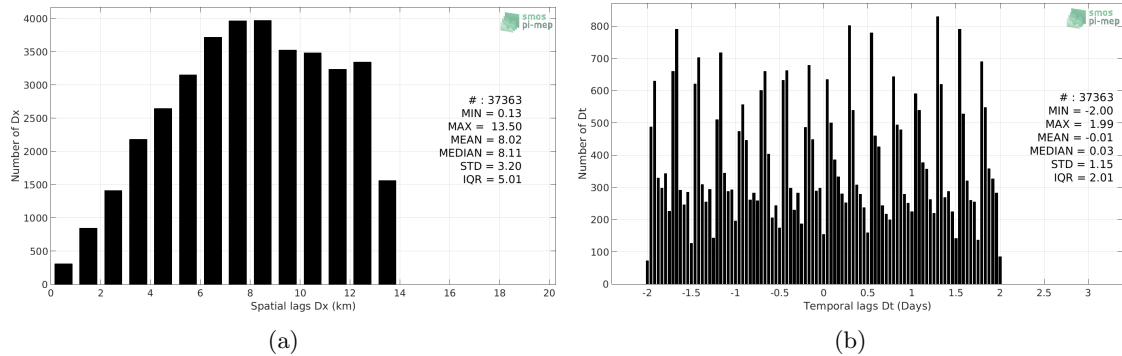 smos
pi-mep
4000
3500
3000
2500
2000
1500
1000
500
0
Number of Dx
# : 37363
MIN = 0.13
MAX = 13.50
MEAN = 8.02
MEDIAN = 8.11
STD = 3.20
IQR = 5.01
0 2 4 6 8 10 12 14 16 18 20
Spatial lags Dx (km)
(a)
smos
pi-mep
800
700
600
500
400
300
200
100
0
Number of Dt
# : 37363
MIN = -2.00
MAX = 1.99
MEAN = -0.01
MEDIAN = 0.03
STD = 1.15
IQR = 2.01
-2 -1.5 -1 -0.5 0 0.5 1 1.5 2 2.5 3
Temporal lags Dt (Days)
(b)